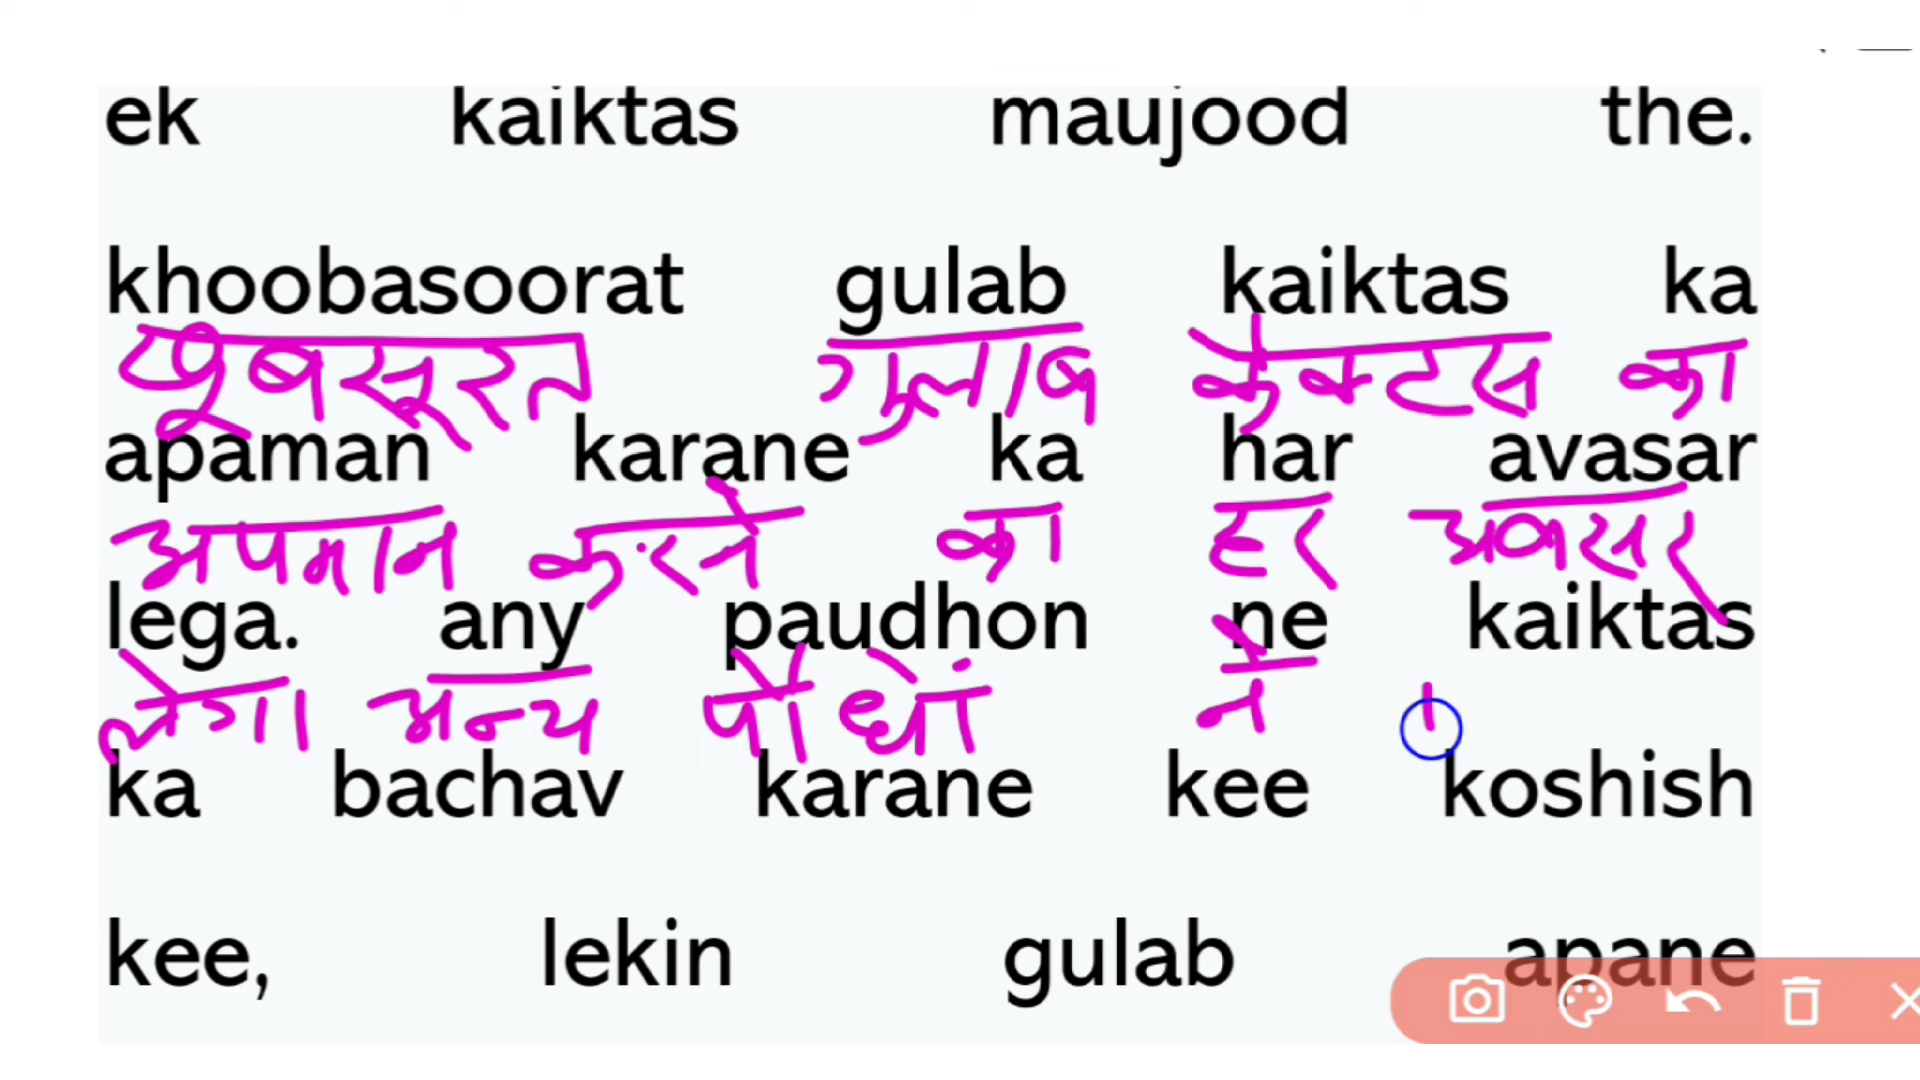 ek kaiktas maujood the.
khoobasoorat gulab kaiktas ka
खूबसूरत गुलाब कैक्टस का
apaman karane ka har avasar
अपमान करने का हर अवसर
lega. any paudhon ne kaiktas
लेगा अन्य पौधों ने
ka bachav karane kee koshish
kee, lekin gulab apane